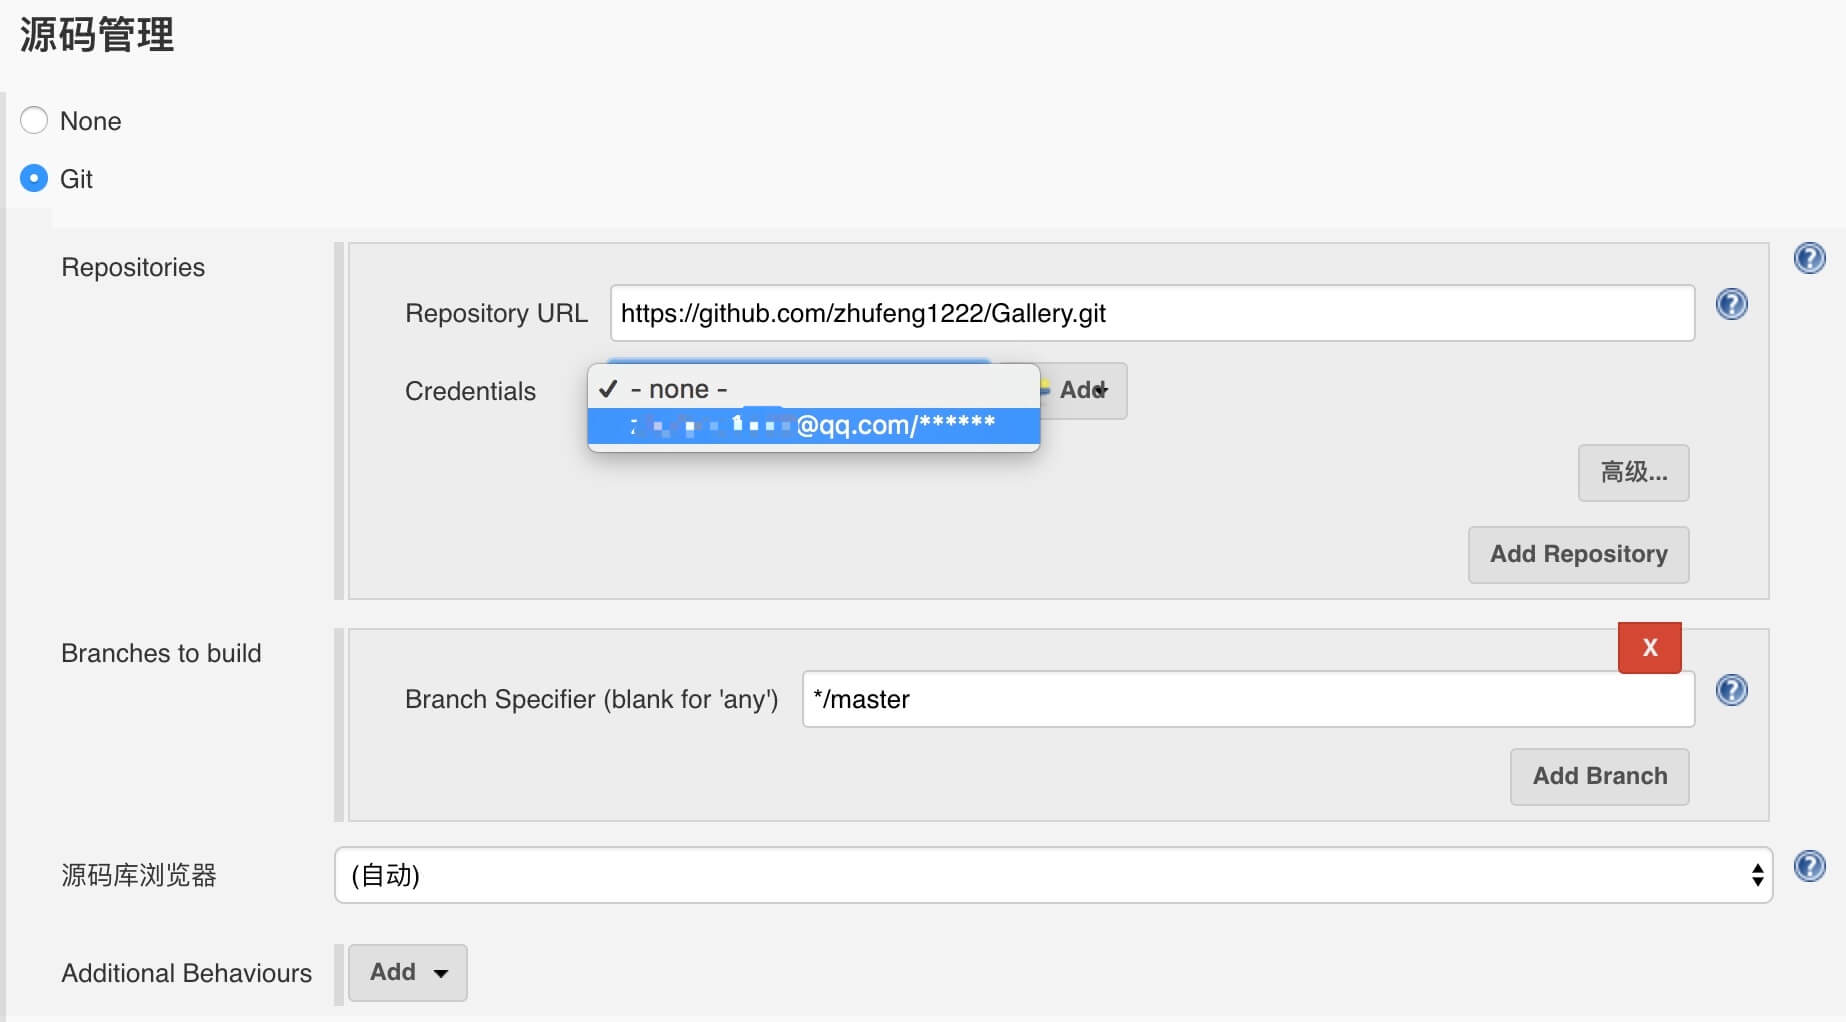 源码管理
None
Git
Repositories
Repository URL
https://github.com/zhufeng1222/Gallery.git
Credentials
- none -
@qq.com/******
Add
高级...
Add Repository
Branches to build
X
Branch Specifier (blank for 'any')
*/master
Add Branch
源码库浏览器
(自动)
Additional Behaviours
Add